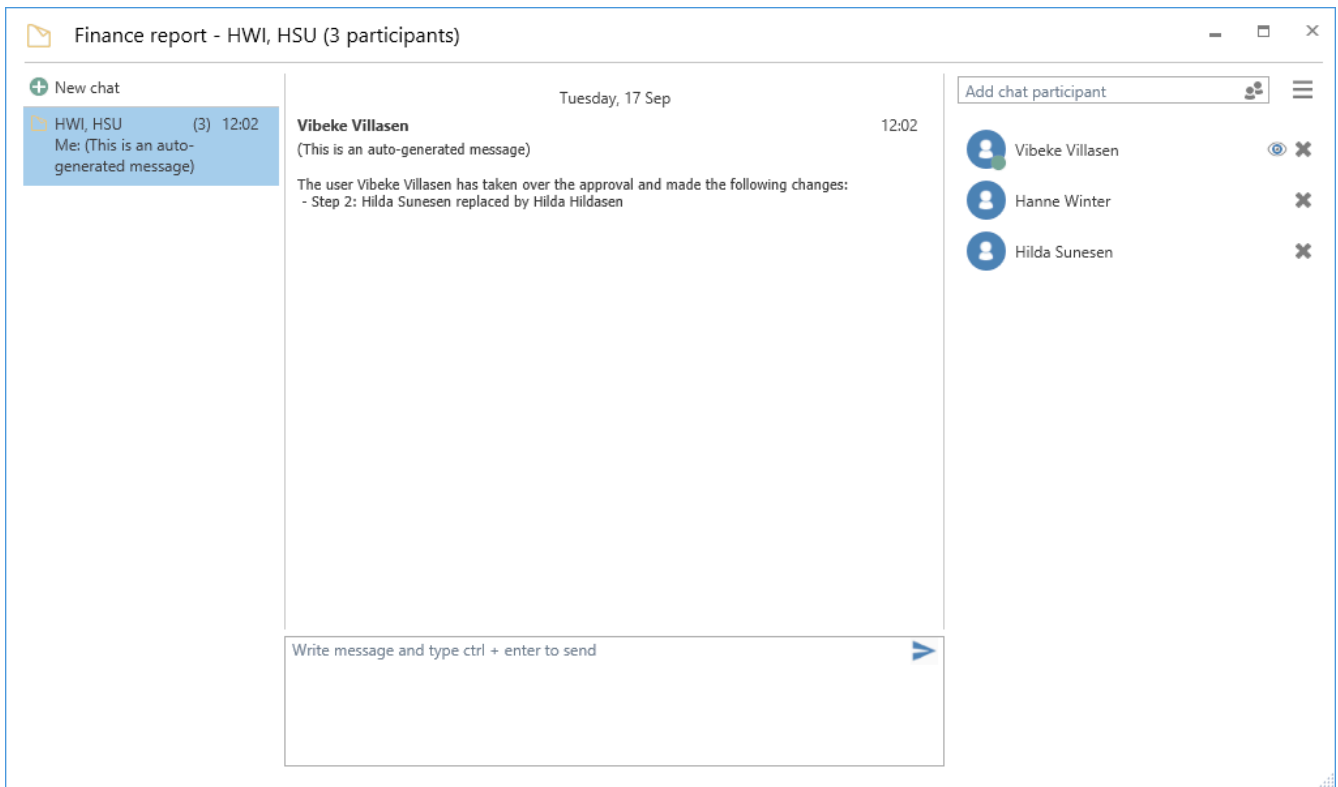 Finance report - HWI, HSU (3 participants)
New chat
HWI, HSU (3) 12:02
Me: (This is an auto-
generated message)
Tuesday, 17 Sep
Vibeke Villasen 12:02
(This is an auto-generated message)
The user Vibeke Villasen has taken over the approval and made the following changes:
- Step 2: Hilda Sunesen replaced by Hilda Hildasen
Write message and type ctrl + enter to send
Add chat participant
Vibeke Villasen
Hanne Winter
Hilda Sunesen